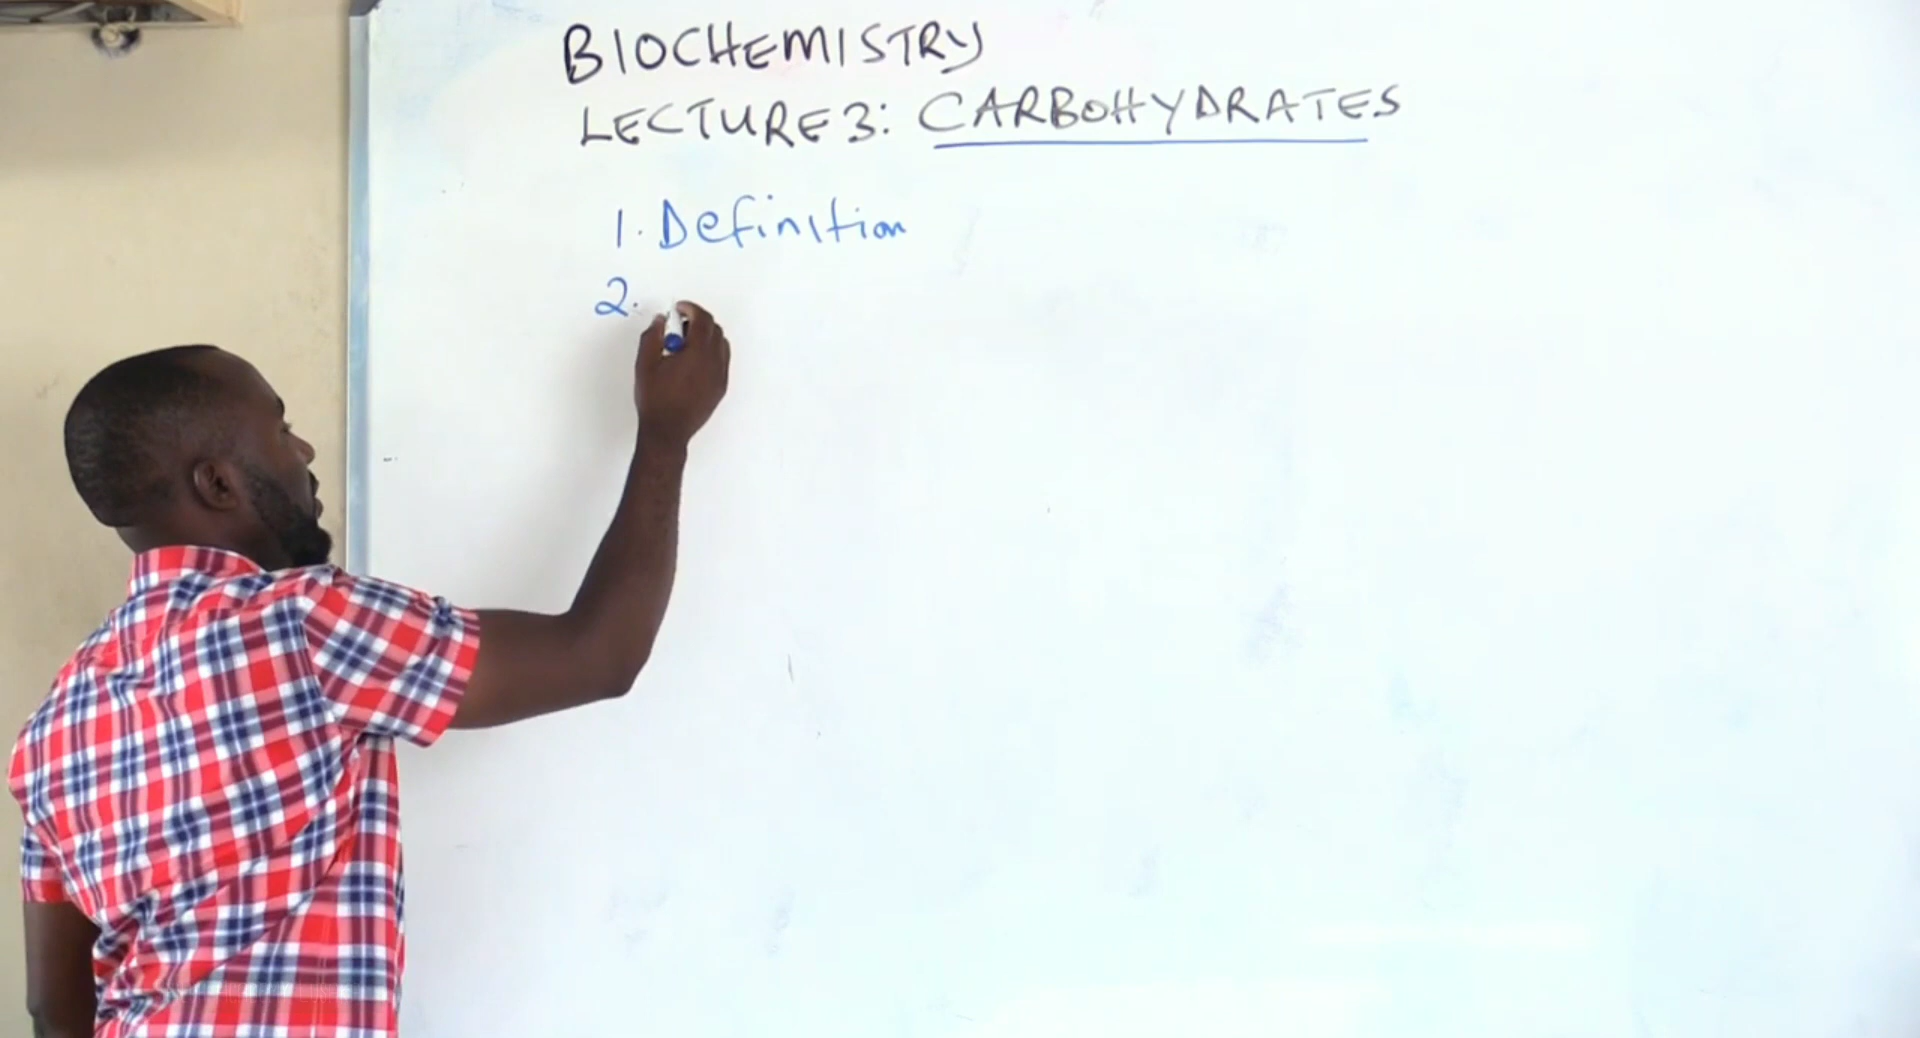 BIOCHEMISTRY
LECTURE 3: CARBOHYDRATES
1. Definition
2.